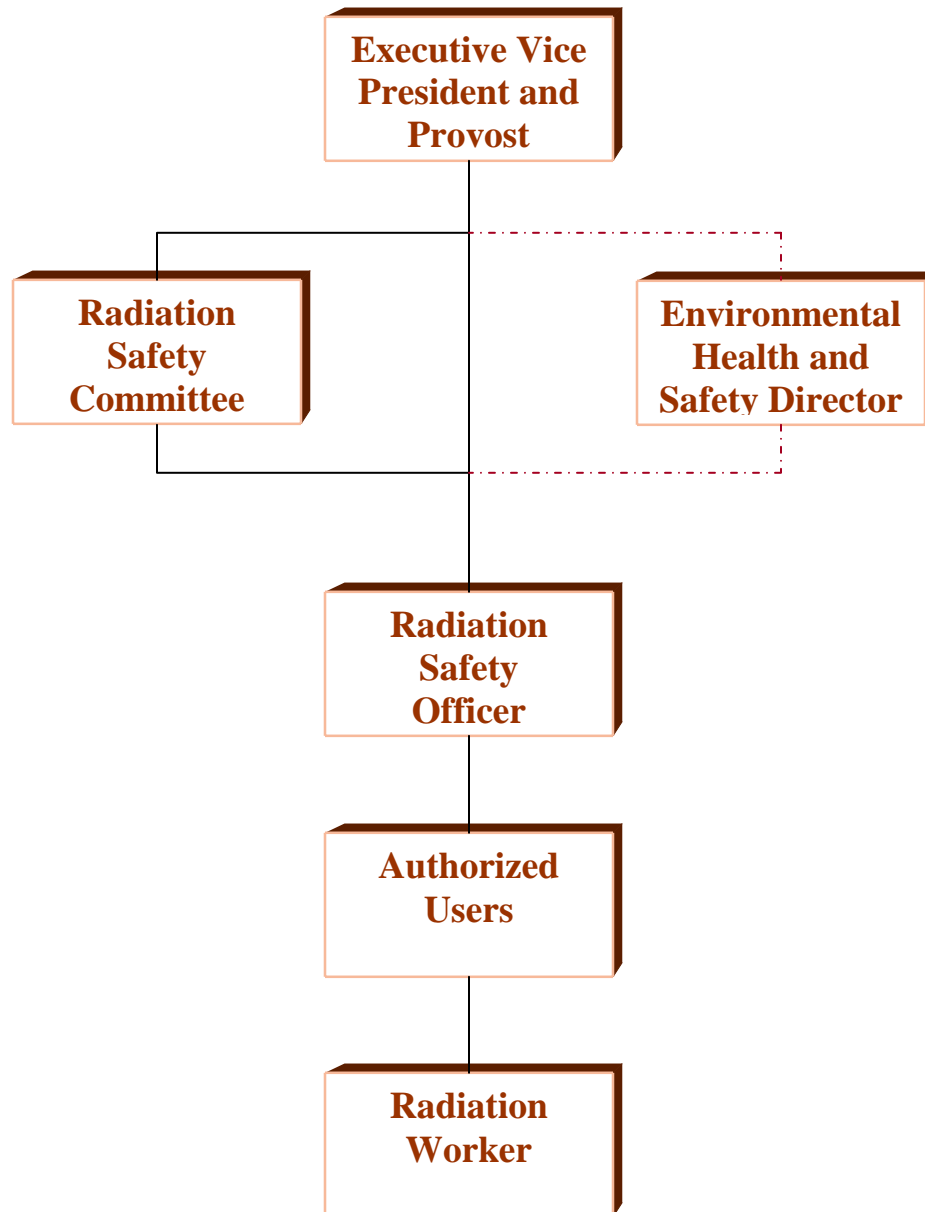 Executive Vice
President and
Provost
Radiation
Safety
Committee
Environmental
Health and
Safety Director
Radiation
Safety
Officer
Authorized
Users
Radiation
Worker